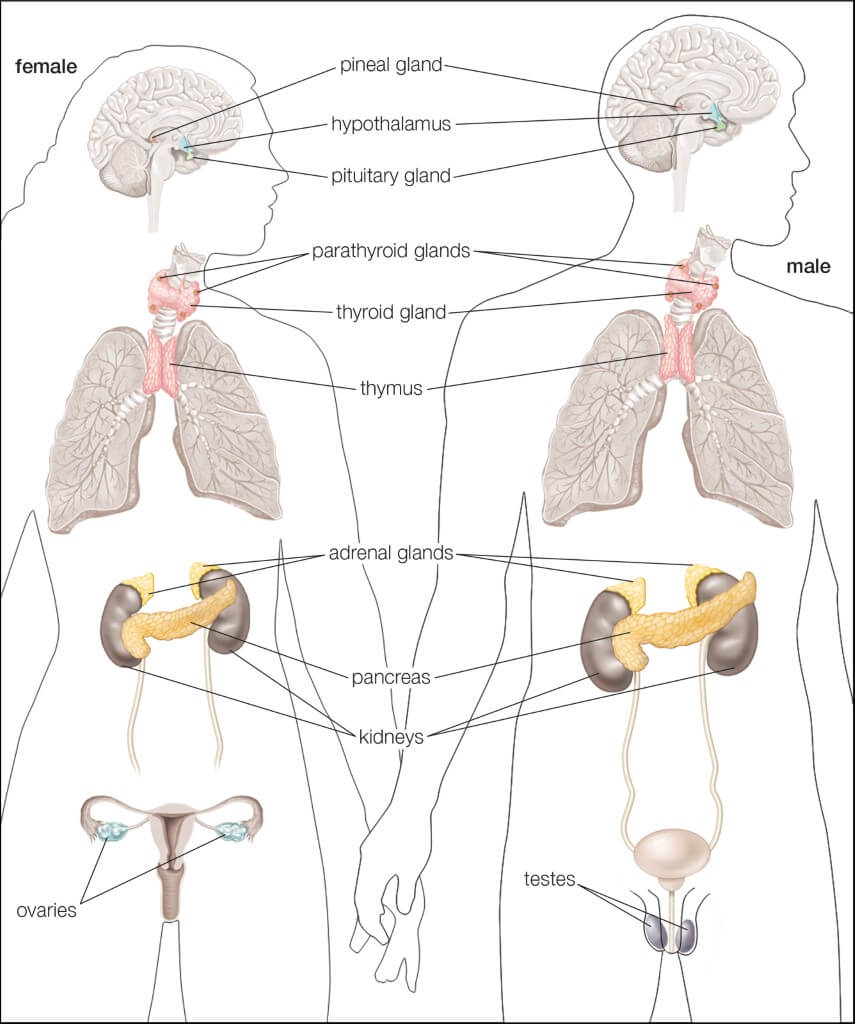 female
pineal gland
hypothalamus
pituitary gland
parathyroid glands
male
thyroid gland
thymus
adrenal glands
pancreas
kidneys
testes
ovaries